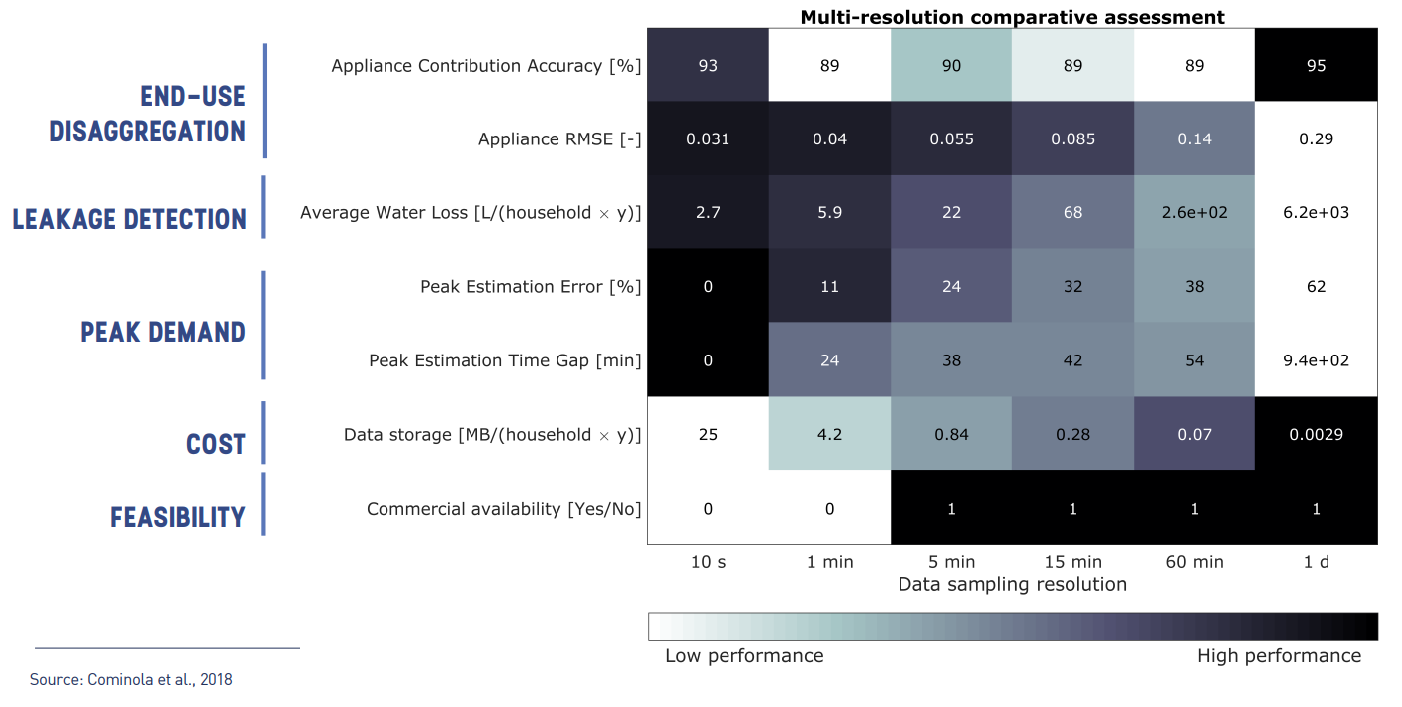 Multi-resolution comparative assessment
END-USE
DISAGGREGATION
Appliance Contribution Accuracy [%] 93 89 90 89 89 95
Appliance RMSE [-] 0.031 0.04 0.055 0.085 0.14 0.29
LEAKAGE DETECTION
Average Water Loss [L/(household × y)] 2.7 5.9 22 68 2.6e+02 6.2e+03
PEAK DEMAND
Peak Estimation Error [%] 0 11 24 32 38 62
Peak Estimation Time Gap [min] 0 24 38 42 54 9.4e+02
COST
Data storage [MB/(household × y)] 25 4.2 0.84 0.28 0.07 0.0029
FEASIBILITY
Commercial availability [Yes/No] 0 0 1 1 1 1
10 s 1 min 5 min 15 min 60 min 1 d
Data sampling resolution
Low performance High performance
Source: Cominola et al., 2018